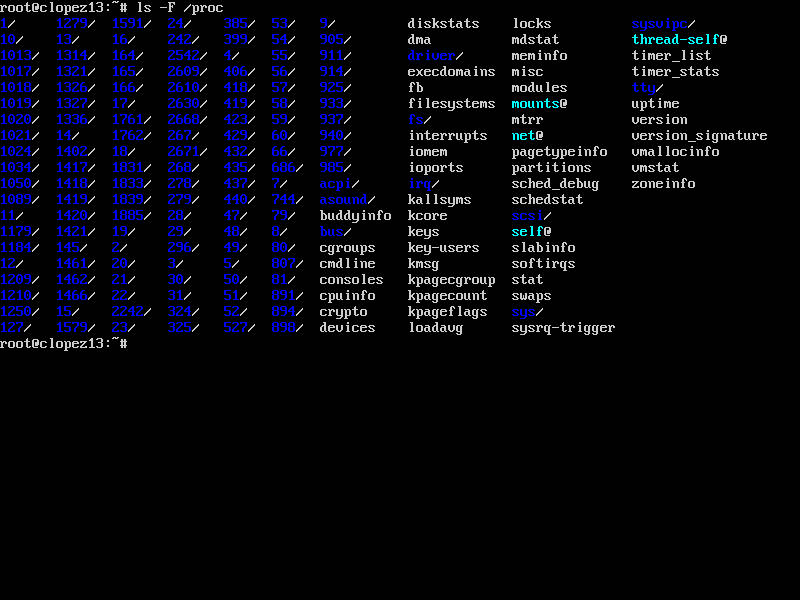 root@clopez13:~# ls -F /proc
1/ 1279/ 1591/ 24/ 385/ 53/ 9/ diskstats locks sysvipc/
10/ 13/ 16/ 242/ 399/ 54/ 905/ dma mdstat thread-self@
1013/ 1314/ 164/ 2542/ 4/ 55/ 911/ driver/ meminfo timer_list
1017/ 1321/ 165/ 2609/ 406/ 56/ 914/ execdomains misc timer_stats
1018/ 1326/ 166/ 2610/ 418/ 57/ 925/ fb modules tty/
1019/ 1327/ 17/ 2630/ 419/ 58/ 933/ filesystems mounts@ uptime
1020/ 1336/ 1761/ 2668/ 423/ 59/ 937/ fs/ mtrr version
1021/ 14/ 1762/ 267/ 429/ 60/ 940/ interrupts net@ version_signature
1024/ 1402/ 18/ 2671/ 432/ 66/ 977/ iomem pagetypeinfo vmallocinfo
1034/ 1417/ 1831/ 268/ 435/ 686/ 985/ ioports partitions vmstat
1050/ 1418/ 1833/ 278/ 437/ 7/ acpi/ irq/ sched_debug zoneinfo
1089/ 1419/ 1839/ 279/ 440/ 744/ asound/ kallsyms schedstat
11/ 1420/ 1885/ 28/ 47/ 79/ buddyinfo kcore scsi/
1179/ 1421/ 19/ 29/ 48/ 8/ bus/ keys self@
1184/ 145/ 2/ 296/ 49/ 80/ cgroups key-users slabinfo
12/ 1461/ 20/ 3/ 5/ 807/ cmdline kmsg softirqs
1209/ 1462/ 21/ 30/ 50/ 81/ consoles kpagecgroup stat
1210/ 1466/ 22/ 31/ 51/ 891/ cpuinfo kpagecount swaps
1250/ 15/ 2242/ 324/ 52/ 894/ crypto kpageflags sys/
127/ 1579/ 23/ 325/ 527/ 898/ devices loadavg sysrq-trigger
root@clopez13:~#